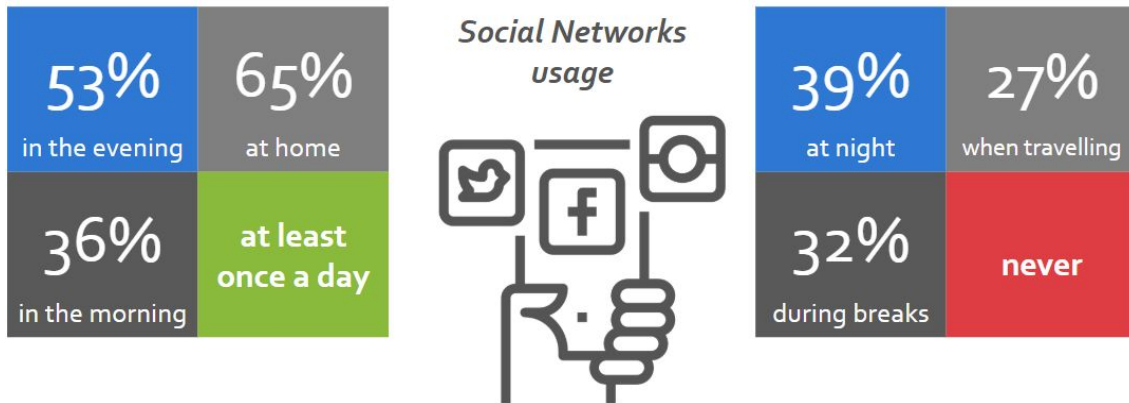 Social Networks
usage
53%
in the evening
65%
at home
36%
in the morning
at least
once a day
39%
at night
27%
when travelling
32%
during breaks
never